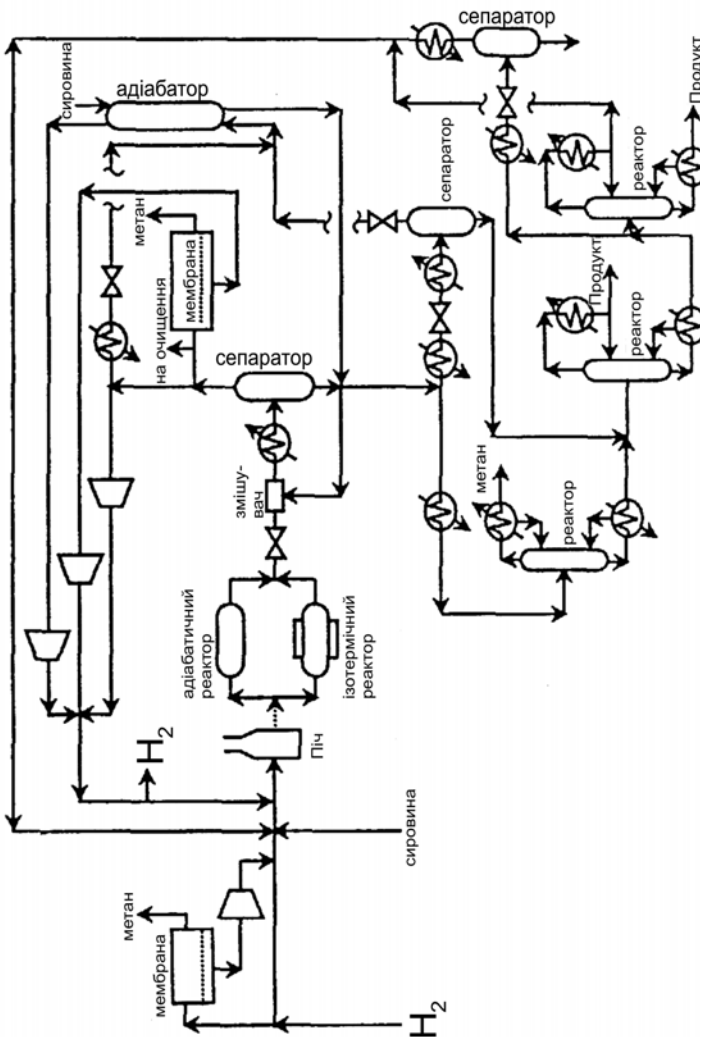 сепаратор
сировина
адіабатор
Продукт
сепаратор
реактор
метан
мембрана
на очищення
Продукт
реактор
сепаратор
змішу-
вач
метан
реактор
адіабатичний
реактор
ізотермічний
реактор
Піч
H₂
сировина
метан
мембрана
H₂